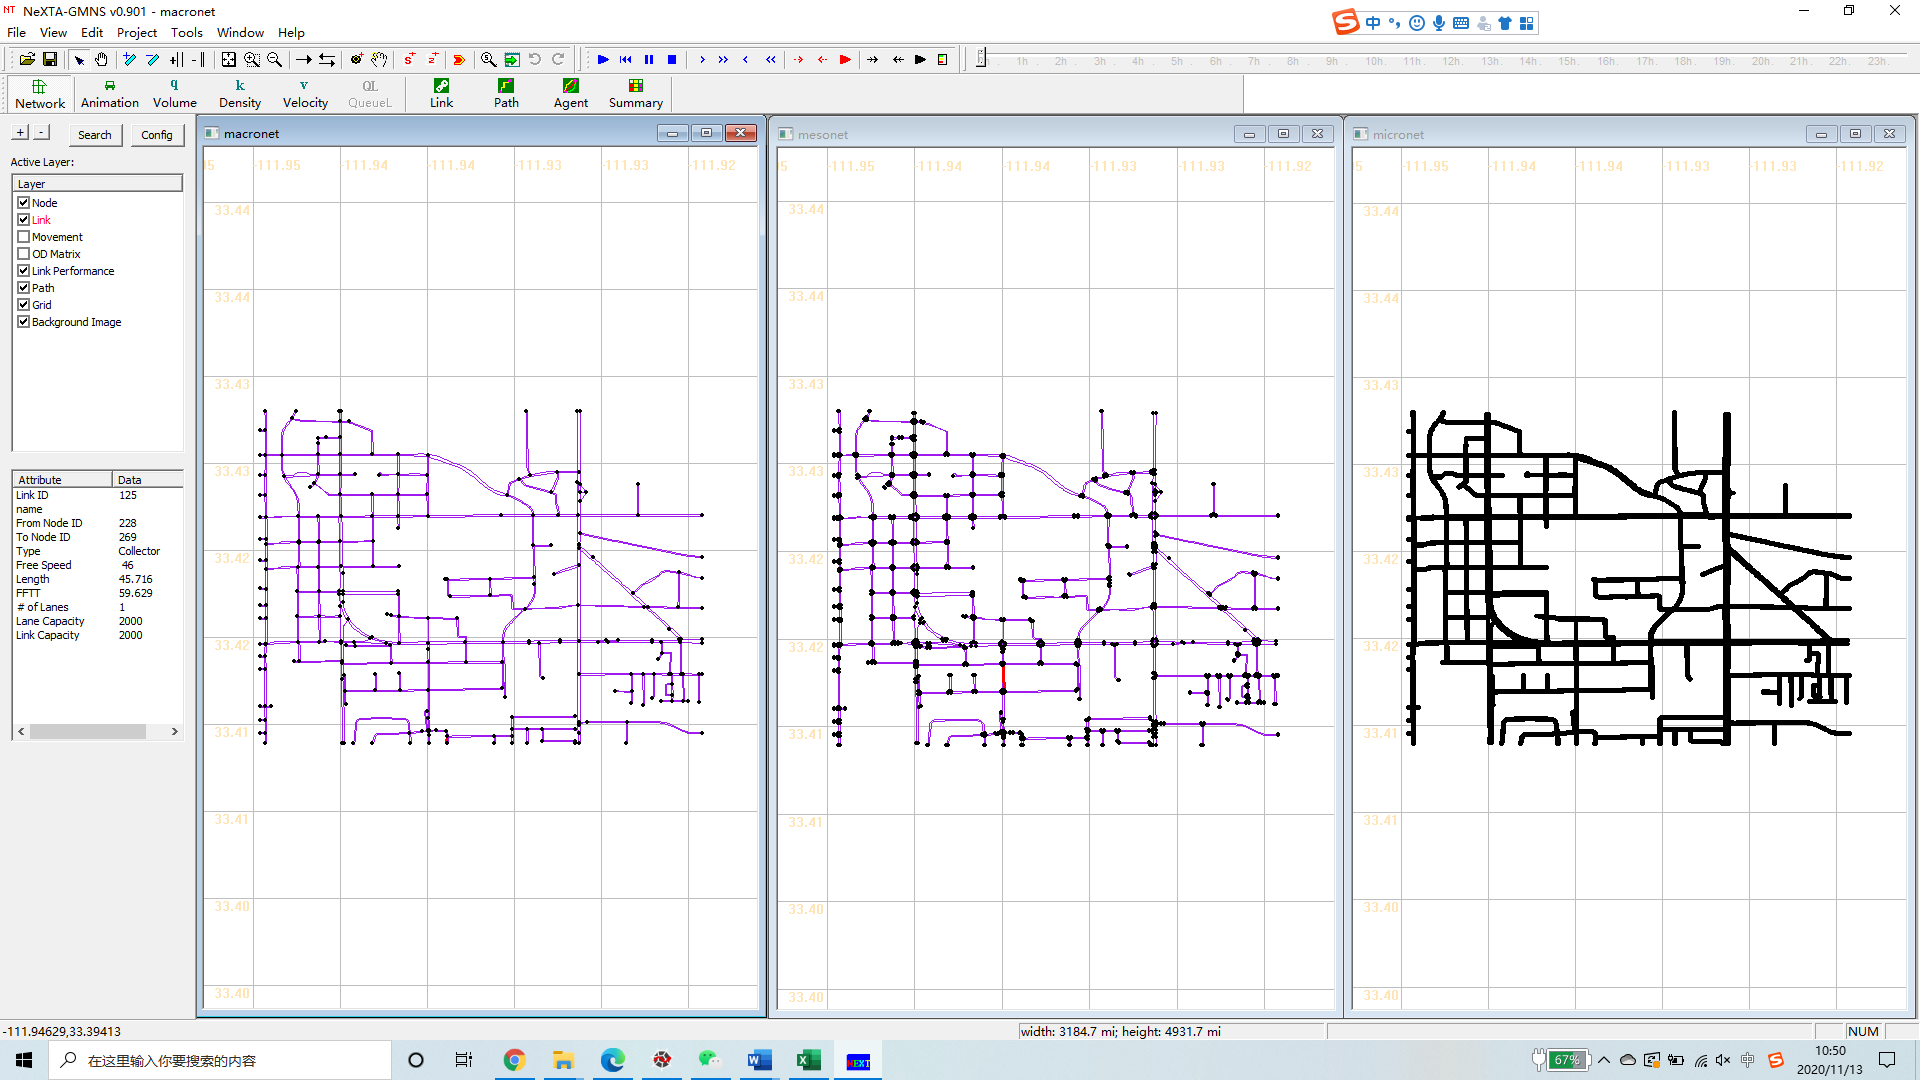 NeXTA-GMNS v0.901 - macronet
中
File View Edit Project Tools Window Help
1h. 2h. 3h. 4h. 5h. 6h. 7h. 8h. 9h. 10h. 11h. 12h. 13h. 14h. 15h. 16h. 17h. 18h. 19h. 20h. 21h. 22h. 23h.
Network Animation Volume Density Velocity QueueL Link Path Agent Summary
+ - Search Config
Active Layer:
Layer
Node
Link
Movement
OD Matrix
Link Performance
Path
Grid
Background Image
Attribute Data
Link ID 125
name
From Node ID 228
To Node ID 269
Type Collector
Free Speed 46
Length 45.716
FFTT 59.629
# of Lanes 1
Lane Capacity 2000
Link Capacity 2000
macronet
5 -111.95 -111.94 -111.94 -111.93 -111.93 -111.92
33.44
33.44
33.43
33.43
33.42
33.42
33.41
33.41
33.40
33.40
mesonet
5 -111.95 -111.94 -111.94 -111.93 -111.93 -111.92
33.44
33.44
33.43
33.43
33.42
33.42
33.41
33.41
33.40
33.40
micronet
5 -111.95 -111.94 -111.94 -111.93 -111.93 -111.92
33.44
33.44
33.43
33.43
33.42
33.42
33.41
33.41
33.40
33.40
-111.94629,33.39413
width: 3184.7 mi; height: 4931.7 mi
NUM
在这里输入你要搜索的内容
NEXT
67%
中
10:50
2020/11/13